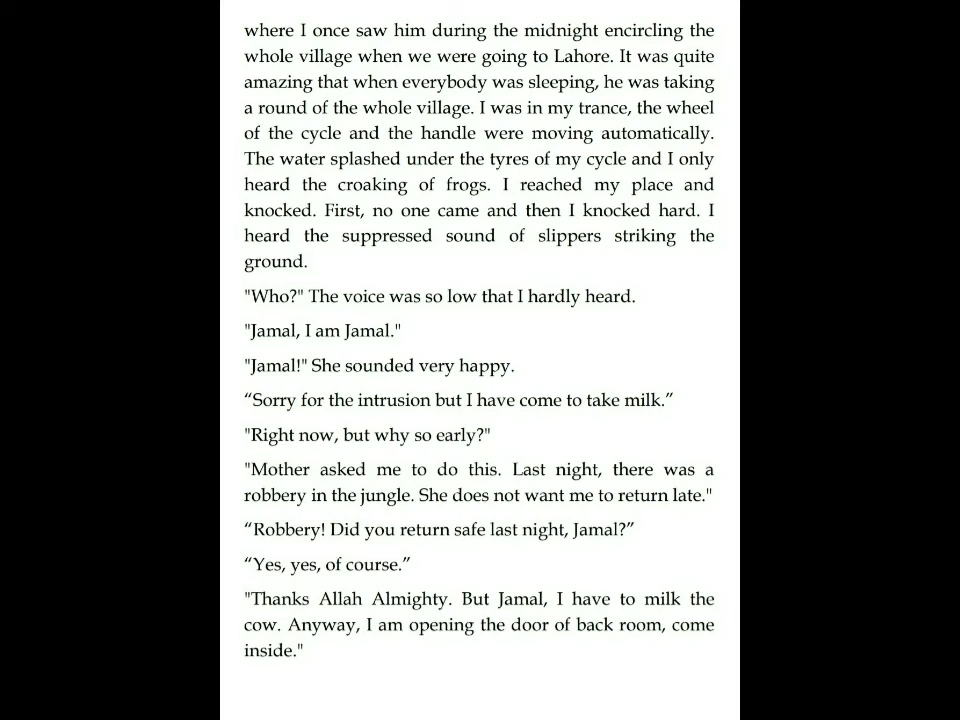 where I once saw him during the midnight encircling the
whole village when we were going to Lahore. It was quite
amazing that when everybody was sleeping, he was taking
a round of the whole village. I was in my trance, the wheel
of the cycle and the handle were moving automatically.
The water splashed under the tyres of my cycle and I only
heard the croaking of frogs. I reached my place and
knocked. First, no one came and then I knocked hard. I
heard the suppressed sound of slippers striking the
ground.
"Who?" The voice was so low that I hardly heard.
"Jamal, I am Jamal."
"Jamal!" She sounded very happy.
“Sorry for the intrusion but I have come to take milk.”
"Right now, but why so early?"
"Mother asked me to do this. Last night, there was a
robbery in the jungle. She does not want me to return late."
“Robbery! Did you return safe last night, Jamal?”
“Yes, yes, of course.”
"Thanks Allah Almighty. But Jamal, I have to milk the
cow. Anyway, I am opening the door of back room, come
inside."